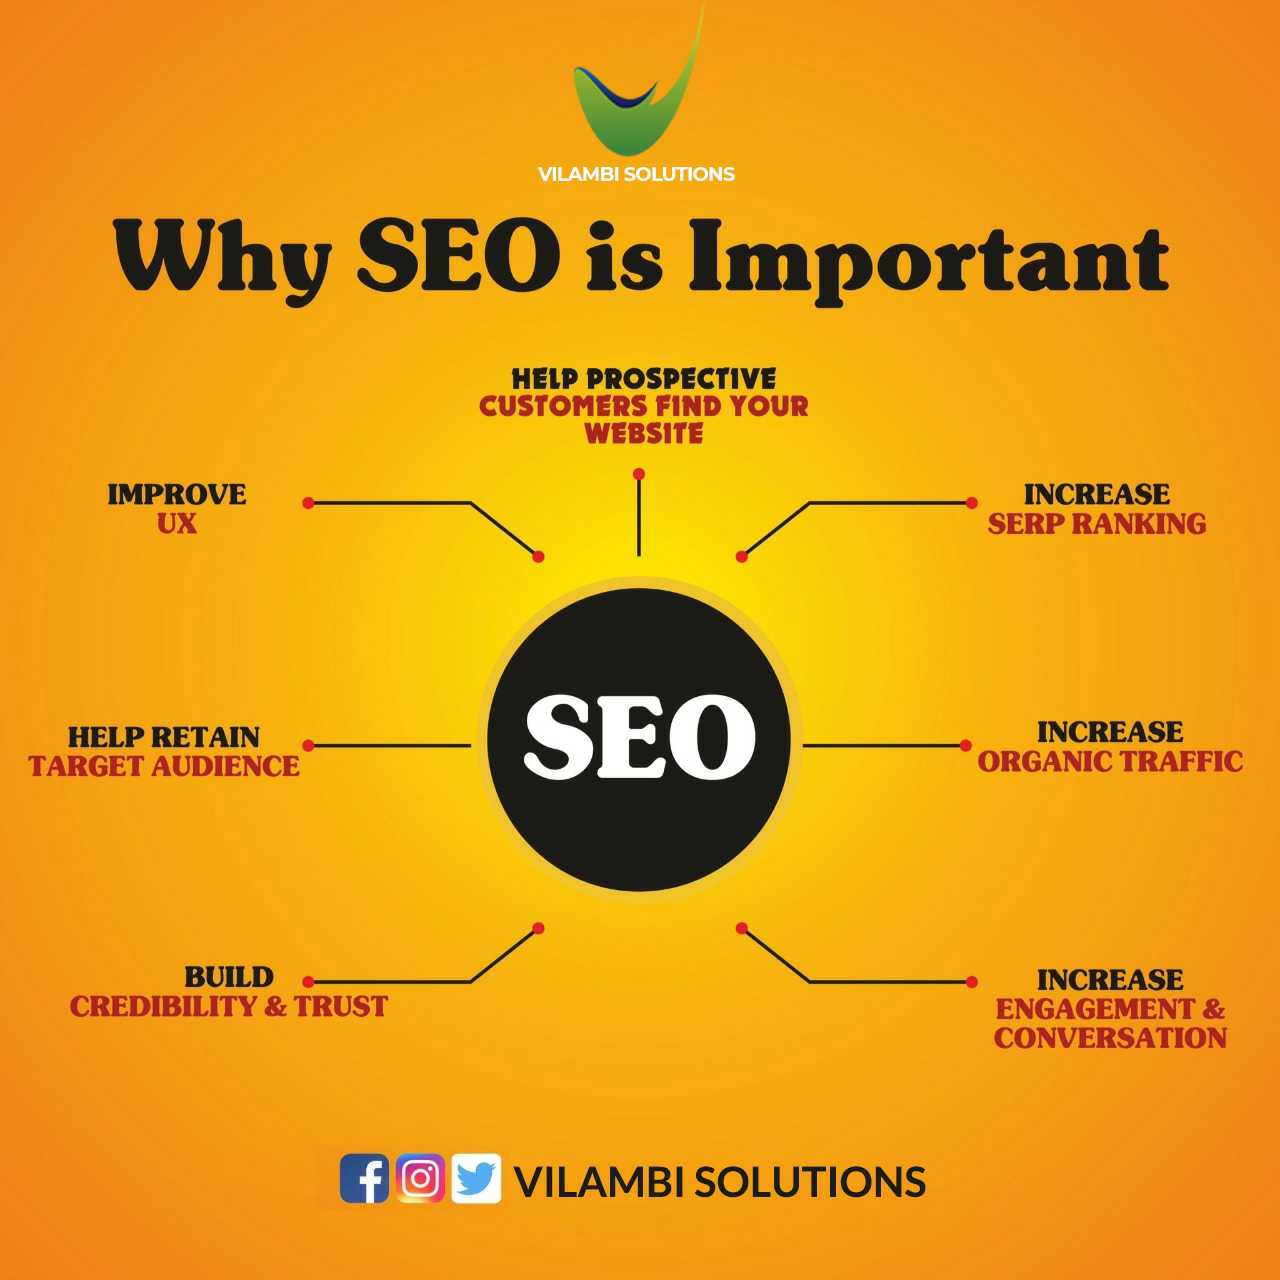 VILAMBI SOLUTIONS
Why SEO is Important
HELP PROSPECTIVE
CUSTOMERS FIND YOUR
WEBSITE
IMPROVE
UX
INCREASE
SERP RANKING
SEO
HELP RETAIN
TARGET AUDIENCE
INCREASE
ORGANIC TRAFFIC
BUILD
CREDIBILITY & TRUST
INCREASE
ENGAGEMENT &
CONVERSATION
VILAMBI SOLUTIONS